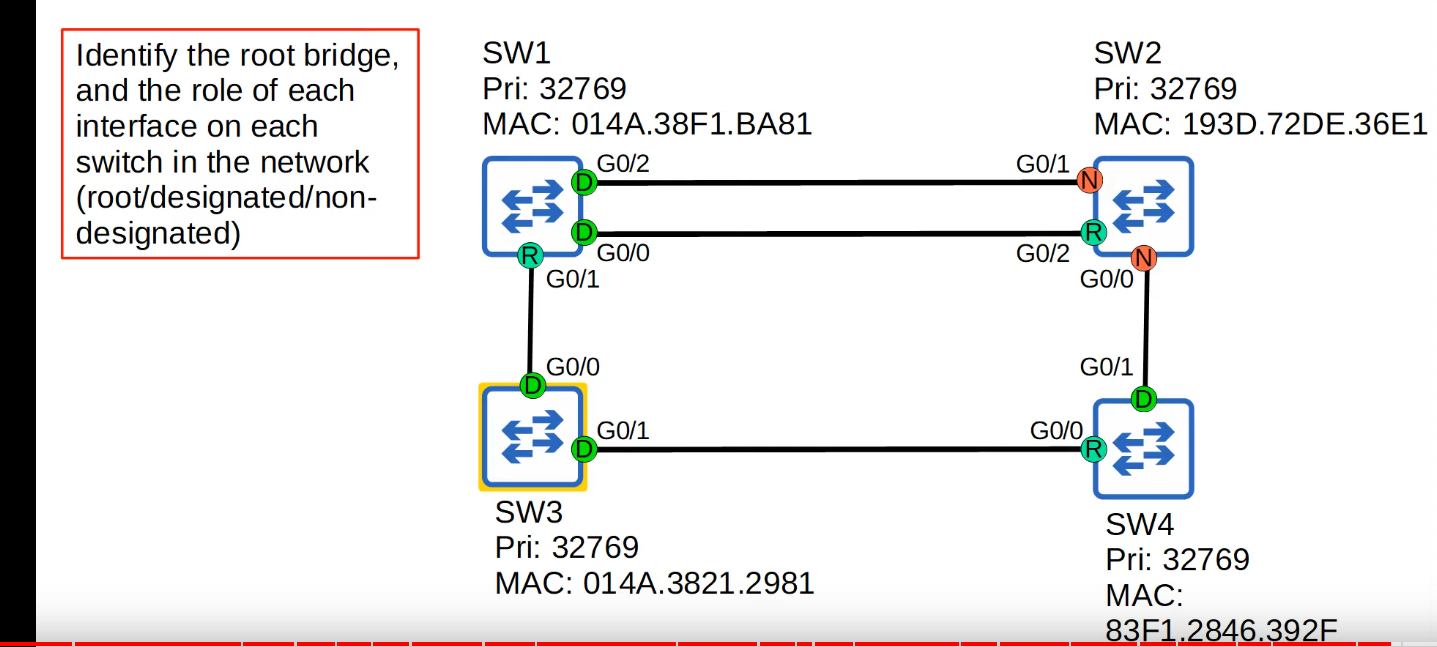 Identify the root bridge,
and the role of each
interface on each
switch in the network
(root/designated/non-
designated)
SW1
Pri: 32769
MAC: 014A.38F1.BA81
SW2
Pri: 32769
MAC: 193D.72DE.36E1
G0/2
G0/1
D
N
D
R
G0/0
G0/2
R
N
G0/1
G0/0
G0/0
G0/1
D
D
G0/1
G0/0
D
R
SW3
Pri: 32769
MAC: 014A.3821.2981
SW4
Pri: 32769
MAC:
83F1.2846.392F